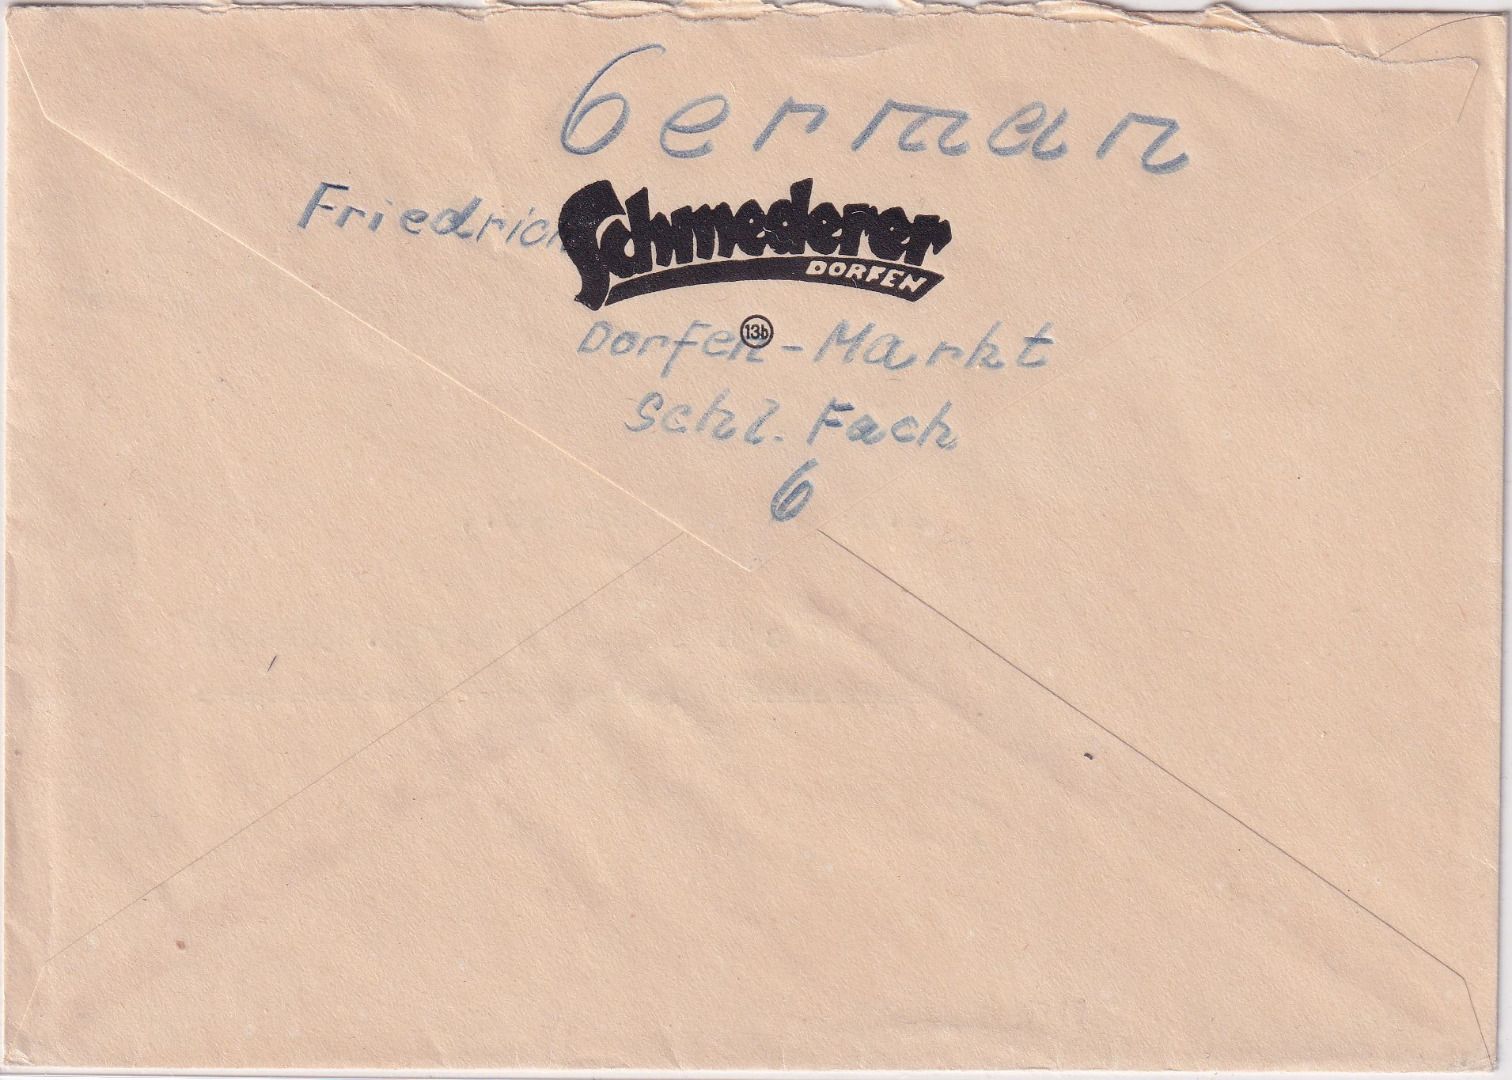 German
Friedrich Schmederer
DORFEN
13b
Dorfen-Markt
Schl. Fach
6